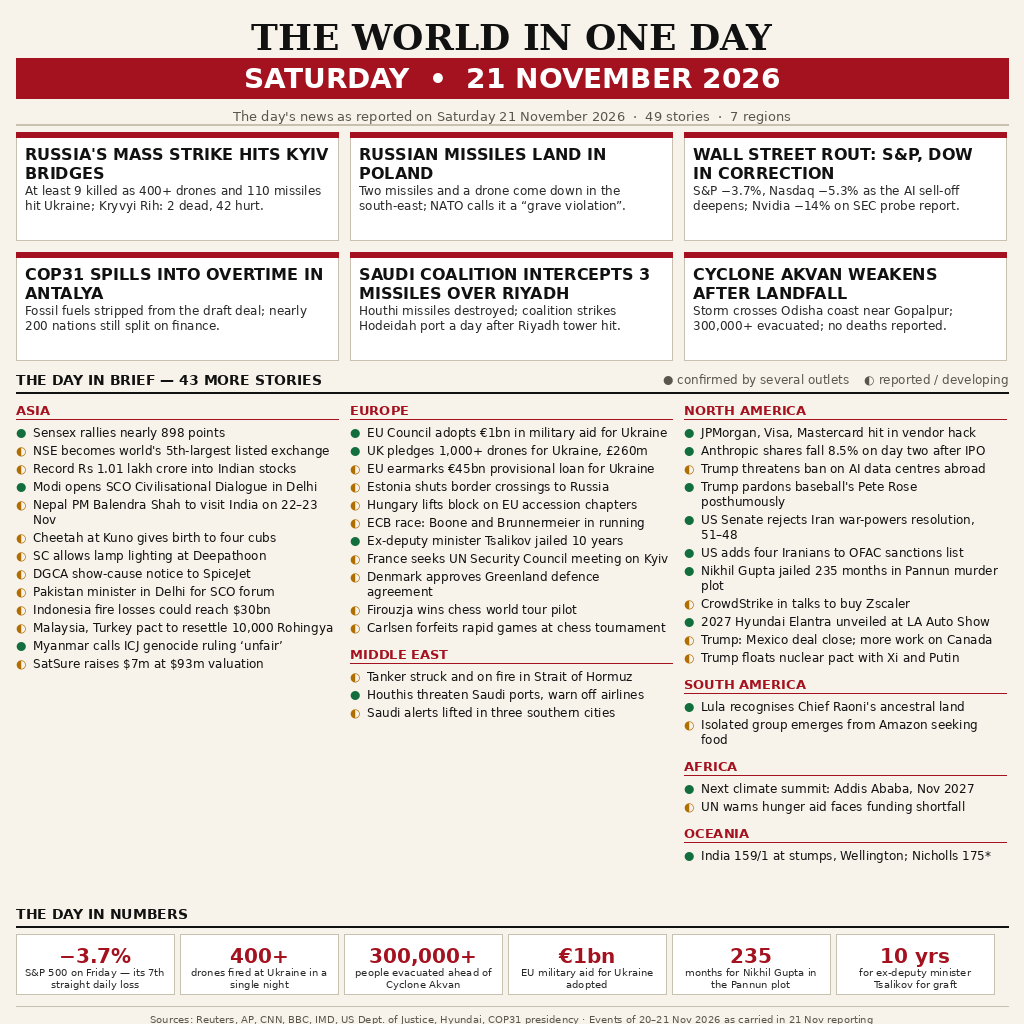 THE WORLD IN ONE DAY
SATURDAY • 21 NOVEMBER 2026
The day's news as reported on Saturday 21 November 2026 · 49 stories · 7 regions
RUSSIA'S MASS STRIKE HITS KYIV
BRIDGES
At least 9 killed as 400+ drones and 110 missiles
hit Ukraine; Kryvyi Rih: 2 dead, 42 hurt.
RUSSIAN MISSILES LAND IN
POLAND
Two missiles and a drone come down in the
south-east; NATO calls it a “grave violation”.
WALL STREET ROUT: S&P, DOW
IN CORRECTION
S&P −3.7%, Nasdaq −5.3% as the AI sell-off
deepens; Nvidia −14% on SEC probe report.
COP31 SPILLS INTO OVERTIME IN
ANTALYA
Fossil fuels stripped from the draft deal; nearly
200 nations still split on finance.
SAUDI COALITION INTERCEPTS 3
MISSILES OVER RIYADH
Houthi missiles destroyed; coalition strikes
Hodeidah port a day after Riyadh tower hit.
CYCLONE AKVAN WEAKENS
AFTER LANDFALL
Storm crosses Odisha coast near Gopalpur;
300,000+ evacuated; no deaths reported.
THE DAY IN BRIEF — 43 MORE STORIES
● confirmed by several outlets ◐ reported / developing
ASIA
● Sensex rallies nearly 898 points
◐ NSE becomes world's 5th-largest listed exchange
◐ Record Rs 1.01 lakh crore into Indian stocks
● Modi opens SCO Civilisational Dialogue in Delhi
◐ Nepal PM Balendra Shah to visit India on 22–23
Nov
◐ Cheetah at Kuno gives birth to four cubs
◐ SC allows lamp lighting at Deepathoon
◐ DGCA show-cause notice to SpiceJet
◐ Pakistan minister in Delhi for SCO forum
◐ Indonesia fire losses could reach $30bn
◐ Malaysia, Turkey pact to resettle 10,000 Rohingya
● Myanmar calls ICJ genocide ruling ‘unfair’
◐ SatSure raises $7m at $93m valuation
EUROPE
● EU Council adopts €1bn in military aid for Ukraine
● UK pledges 1,000+ drones for Ukraine, £260m
◐ EU earmarks €45bn provisional loan for Ukraine
◐ Estonia shuts border crossings to Russia
◐ Hungary lifts block on EU accession chapters
◐ ECB race: Boone and Brunnermeier in running
● Ex-deputy minister Tsalikov jailed 10 years
◐ France seeks UN Security Council meeting on Kyiv
◐ Denmark approves Greenland defence
agreement
◐ Firouzja wins chess world tour pilot
◐ Carlsen forfeits rapid games at chess tournament
MIDDLE EAST
◐ Tanker struck and on fire in Strait of Hormuz
● Houthis threaten Saudi ports, warn off airlines
◐ Saudi alerts lifted in three southern cities
NORTH AMERICA
● JPMorgan, Visa, Mastercard hit in vendor hack
● Anthropic shares fall 8.5% on day two after IPO
◐ Trump threatens ban on AI data centres abroad
● Trump pardons baseball's Pete Rose
posthumously
● US Senate rejects Iran war-powers resolution,
51–48
● US adds four Iranians to OFAC sanctions list
● Nikhil Gupta jailed 235 months in Pannun murder
plot
◐ CrowdStrike in talks to buy Zscaler
● 2027 Hyundai Elantra unveiled at LA Auto Show
◐ Trump: Mexico deal close; more work on Canada
◐ Trump floats nuclear pact with Xi and Putin
SOUTH AMERICA
● Lula recognises Chief Raoni's ancestral land
◐ Isolated group emerges from Amazon seeking
food
AFRICA
● Next climate summit: Addis Ababa, Nov 2027
◐ UN warns hunger aid faces funding shortfall
OCEANIA
● India 159/1 at stumps, Wellington; Nicholls 175*
THE DAY IN NUMBERS
−3.7%
S&P 500 on Friday — its 7th
straight daily loss
400+
drones fired at Ukraine in a
single night
300,000+
people evacuated ahead of
Cyclone Akvan
€1bn
EU military aid for Ukraine
adopted
235
months for Nikhil Gupta in
the Pannun plot
10 yrs
for ex-deputy minister
Tsalikov for graft
Sources: Reuters, AP, CNN, BBC, IMD, US Dept. of Justice, Hyundai, COP31 presidency · Events of 20–21 Nov 2026 as carried in 21 Nov reporting